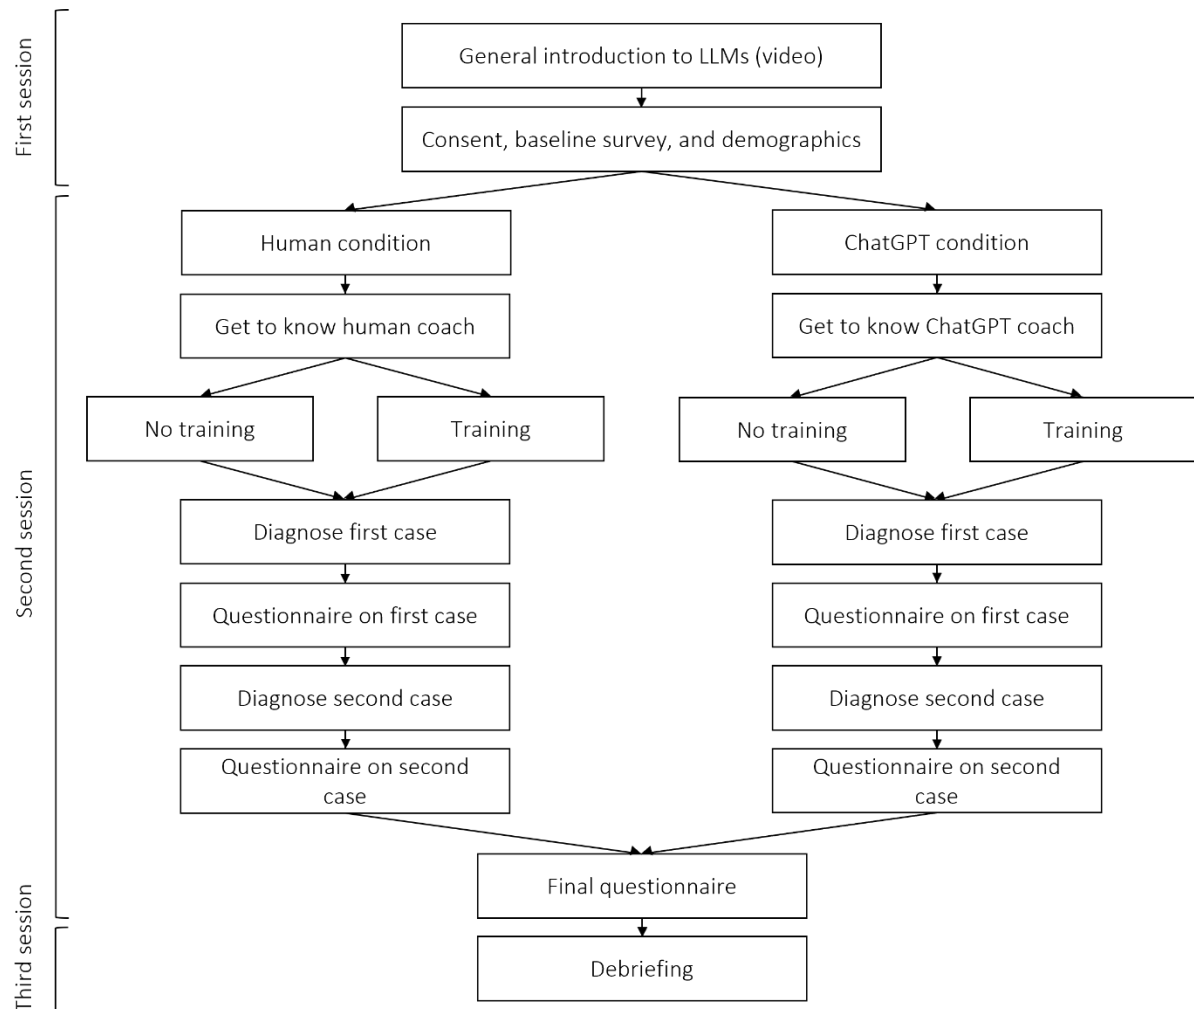 First session
General introduction to LLMs (video)
Consent, baseline survey, and demographics
Second session
Human condition
ChatGPT condition
Get to know human coach
Get to know ChatGPT coach
No training
Training
No training
Training
Diagnose first case
Diagnose first case
Questionnaire on first case
Questionnaire on first case
Diagnose second case
Diagnose second case
Questionnaire on second
case
Questionnaire on second
case
Final questionnaire
Third session
Debriefing